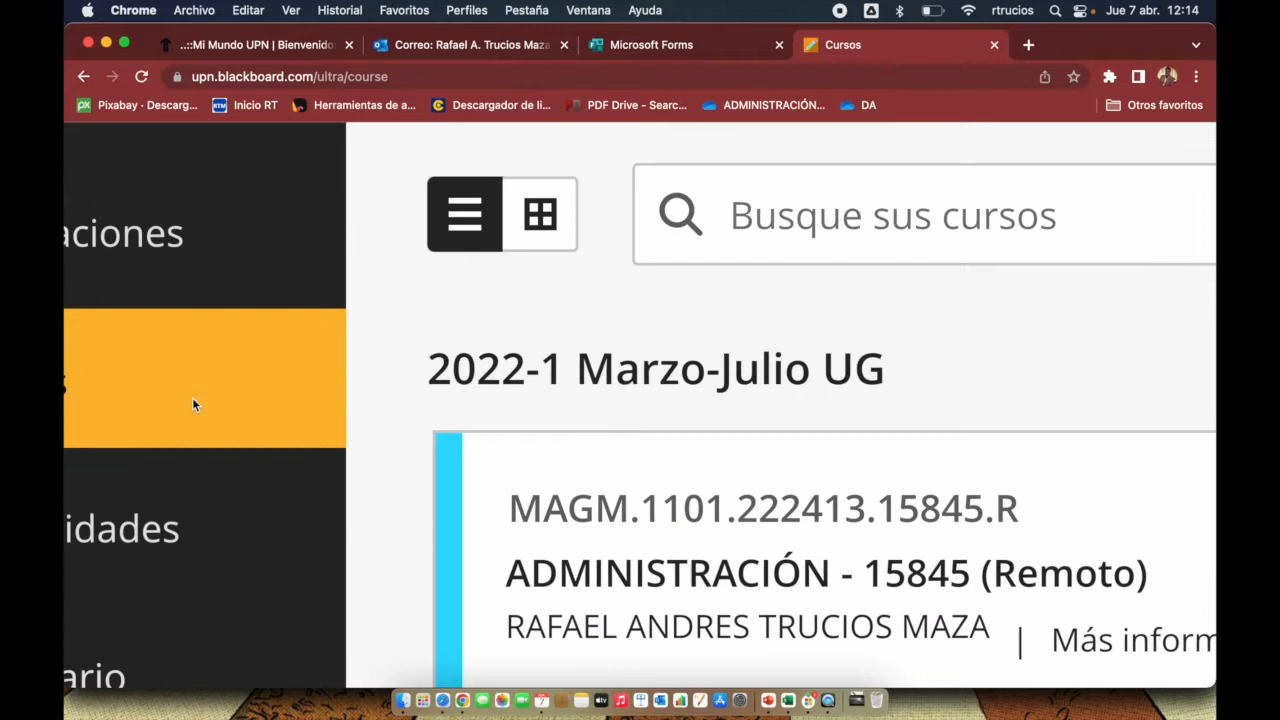 Chrome Archivo Editar Ver Historial Favoritos Perfiles Pestaña Ventana Ayuda rtrucios Jue 7 abr. 12:14
..::Mi Mundo UPN | Bienvenido Correo: Rafael A. Trucios Maza Microsoft Forms Cursos
upn.blackboard.com/ultra/course
Pixabay · Descarg... Inicio RT Herramientas de a... Descargador de li... PDF Drive - Searc... ADMINISTRACIÓN... DA Otros favoritos
aciones
Busque sus cursos
2022-1 Marzo-Julio UG
MAGM.1101.222413.15845.R
idades
ADMINISTRACIÓN - 15845 (Remoto)
RAFAEL ANDRES TRUCIOS MAZA | Más inform
ario